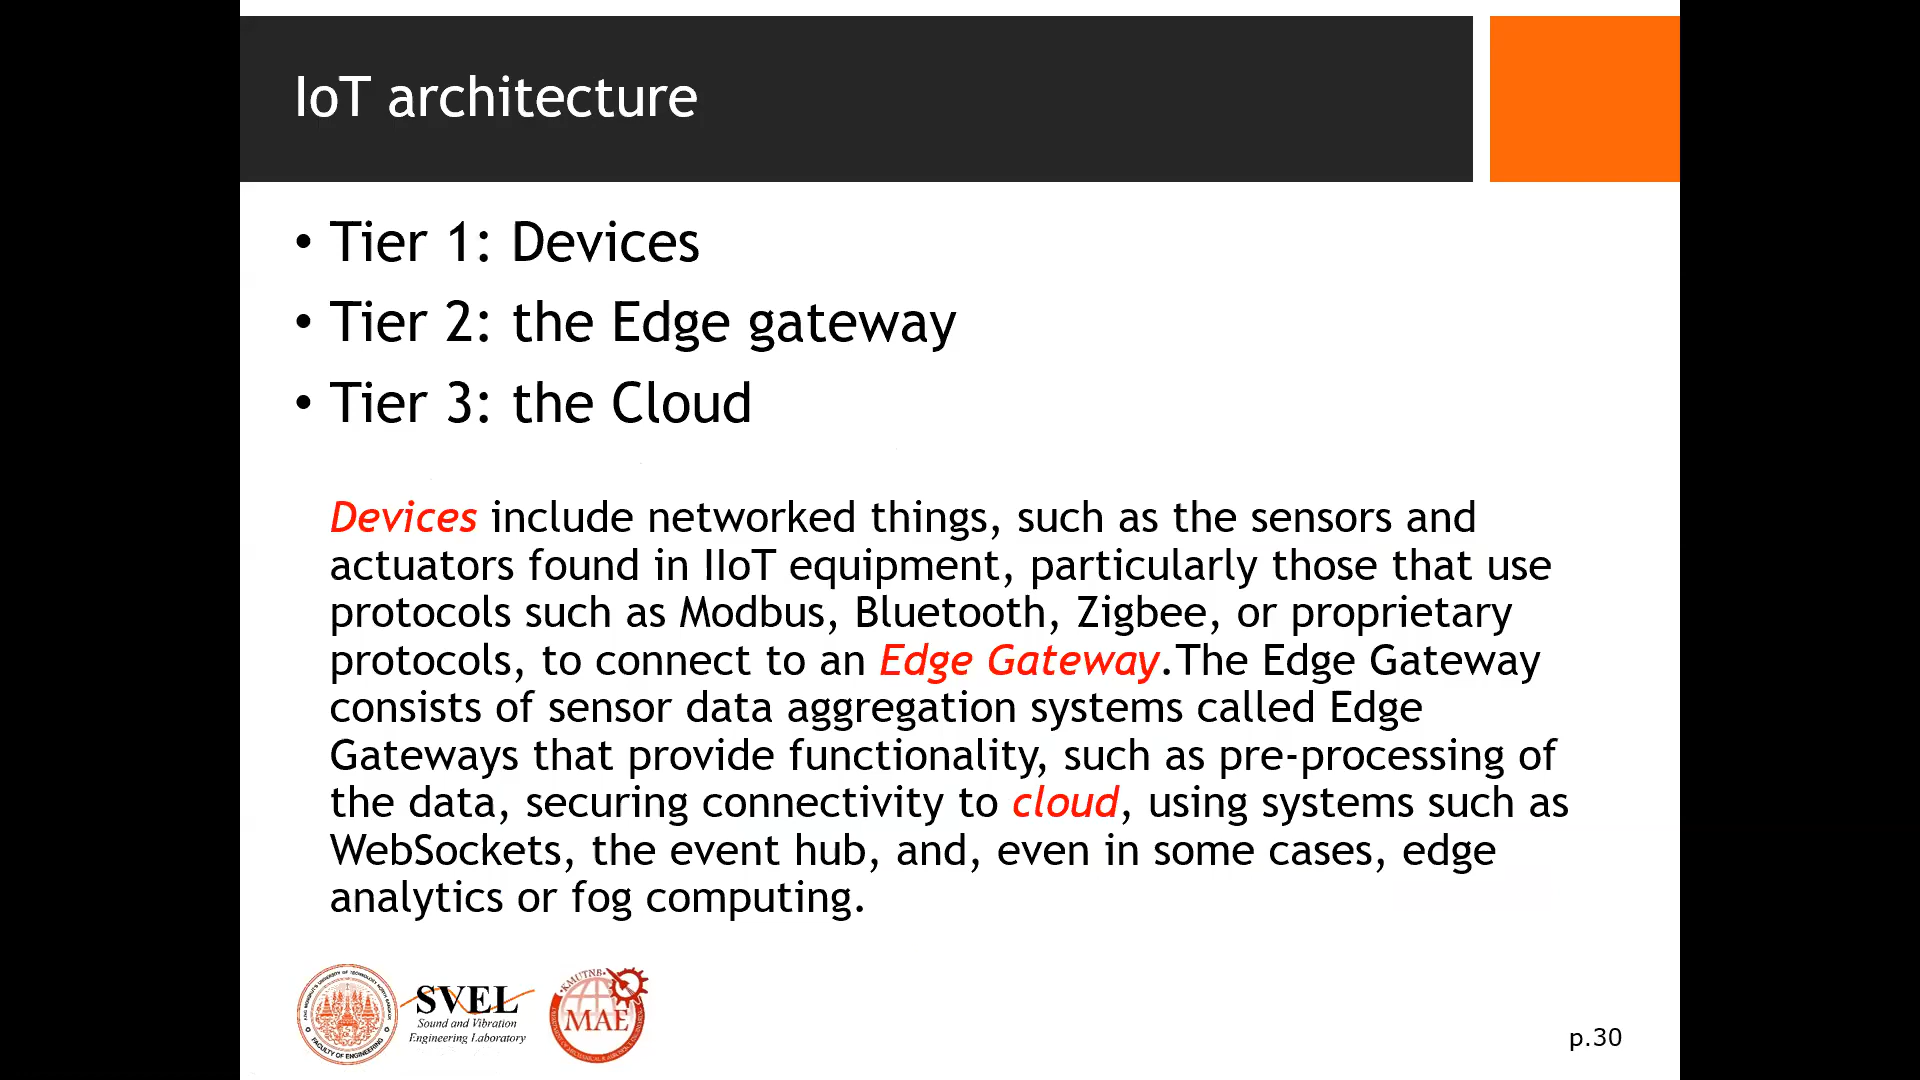 IoT architecture
• Tier 1: Devices
• Tier 2: the Edge gateway
• Tier 3: the Cloud
Devices include networked things, such as the sensors and
actuators found in IIoT equipment, particularly those that use
protocols such as Modbus, Bluetooth, Zigbee, or proprietary
protocols, to connect to an Edge Gateway.The Edge Gateway
consists of sensor data aggregation systems called Edge
Gateways that provide functionality, such as pre-processing of
the data, securing connectivity to cloud, using systems such as
WebSockets, the event hub, and, even in some cases, edge
analytics or fog computing.
FACULTY OF ENGINEERING
SVEL
Sound and Vibration
Engineering Laboratory
KMUTNB
MAE
p.30